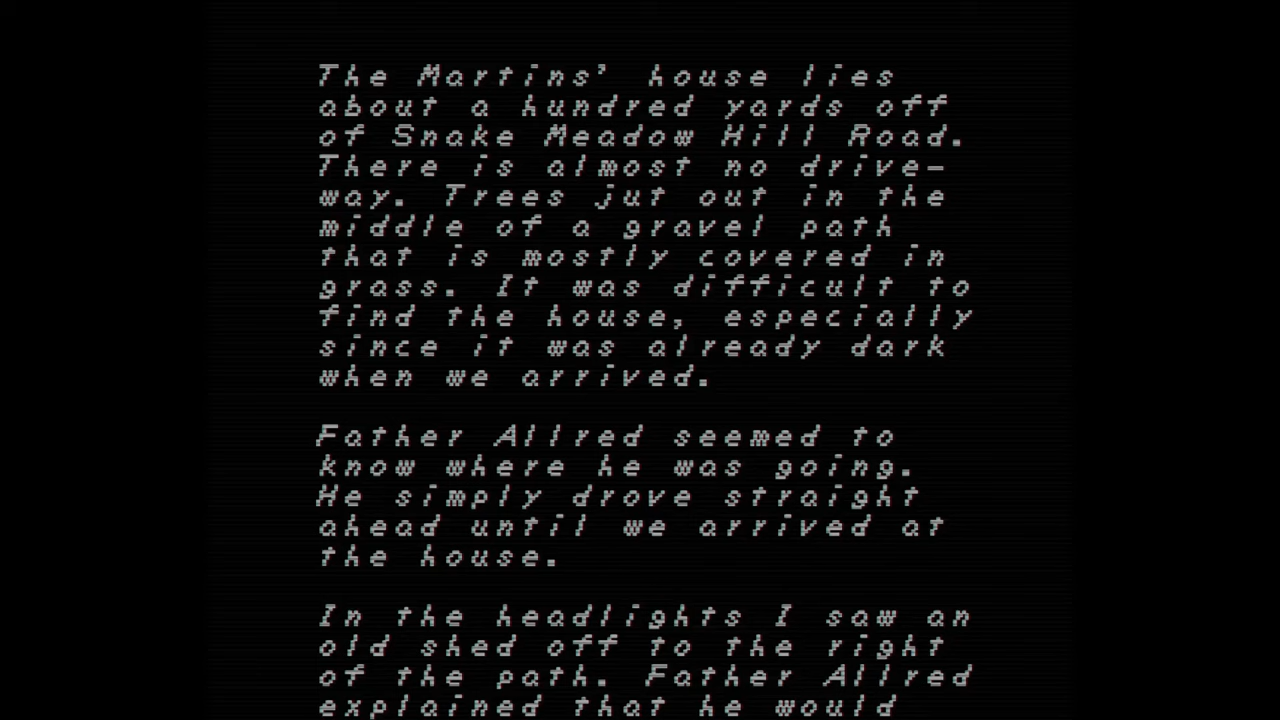 The Martins' house lies
about a hundred yards off
of Snake Meadow Hill Road.
There is almost no drive-
way. Trees jut out in the
middle of a gravel path
that is mostly covered in
grass. It was difficult to
find the house, especially
since it was already dark
when we arrived.
Father Allred seemed to
know where he was going.
He simply drove straight
ahead until we arrived at
the house.
In the headlights I saw an
old shed off to the right
of the path. Father Allred
explained that he would